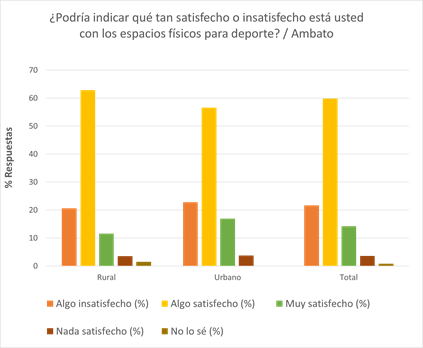 ¿Podría indicar qué tan satisfecho o insatisfecho está usted
con los espacios físicos para deporte? / Ambato
% Respuestas
70
60
50
40
30
20
10
0
Rural
Urbano
Total
Algo insatisfecho (%)
Algo satisfecho (%)
Muy satisfecho (%)
Nada satisfecho (%)
No lo sé (%)